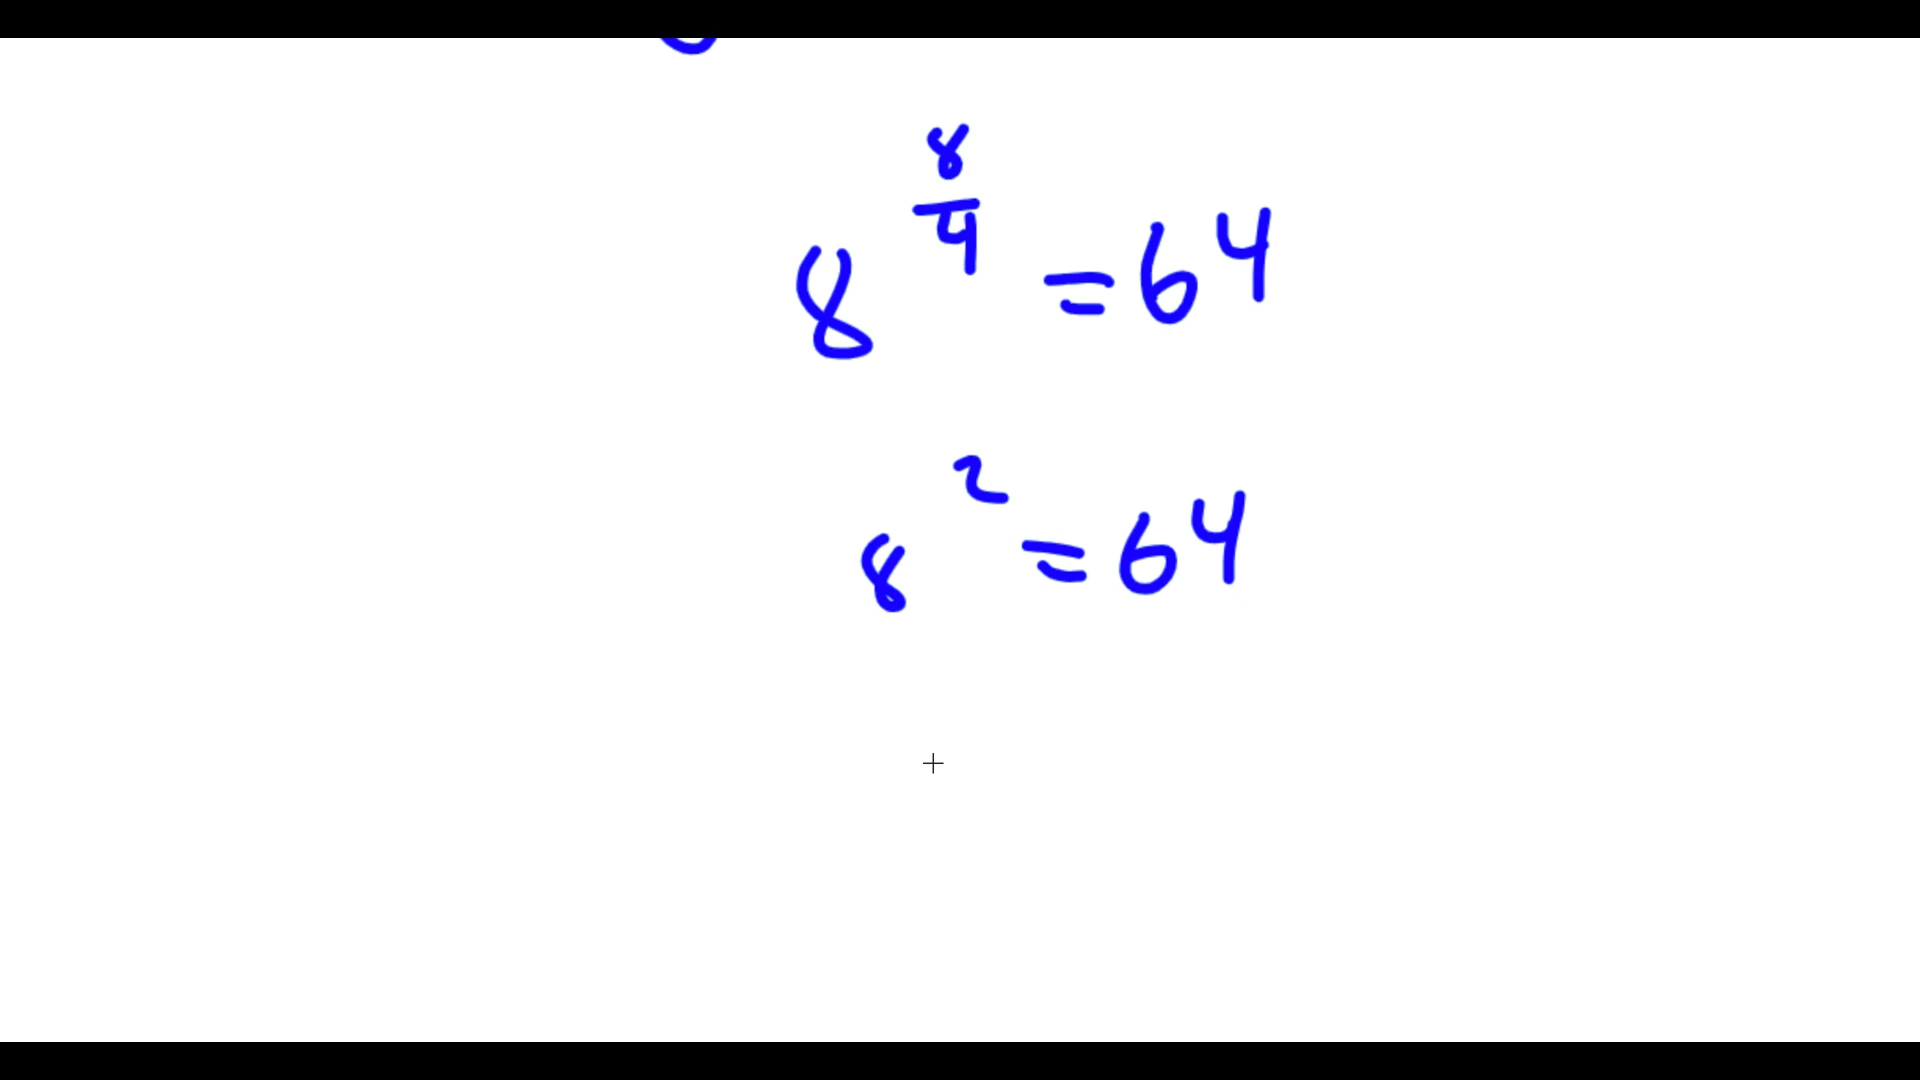 8^(8/4) = 64
8^2 = 64